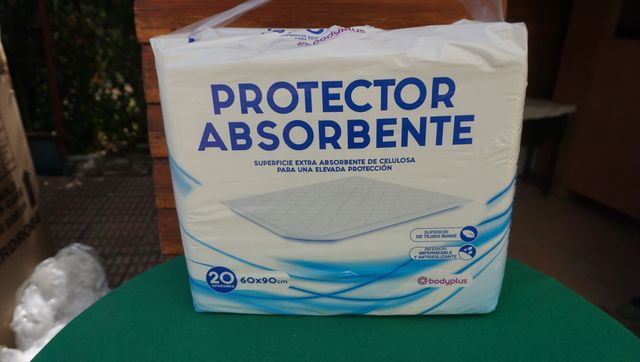 bodyplus
PROTECTOR
ABSORBENTE
SUPERFICIE EXTRA ABSORBENTE DE CELULOSA
PARA UNA ELEVADA PROTECCIÓN
SUPERIOR:
DE TEJIDO SUAVE
INFERIOR:
IMPERMEABLE
Y ANTIDESLIZANTE
20
UNIDADES
60x90cm
bodyplus